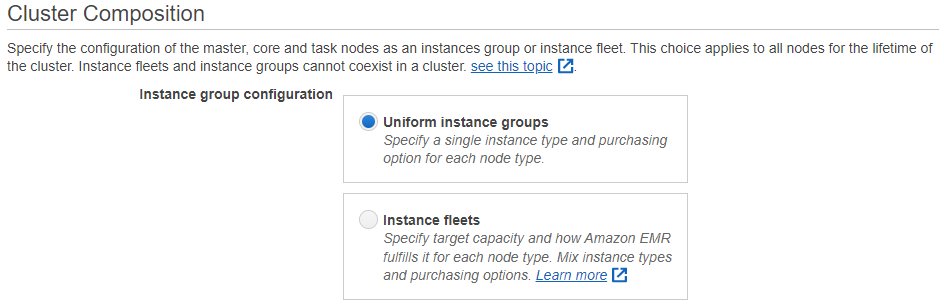 Cluster Composition
Specify the configuration of the master, core and task nodes as an instances group or instance fleet. This choice applies to all nodes for the lifetime of
the cluster. Instance fleets and instance groups cannot coexist in a cluster. see this topic.
Instance group configuration
Uniform instance groups
Specify a single instance type and purchasing
option for each node type.
Instance fleets
Specify target capacity and how Amazon EMR
fulfills it for each node type. Mix instance types
and purchasing options. Learn more